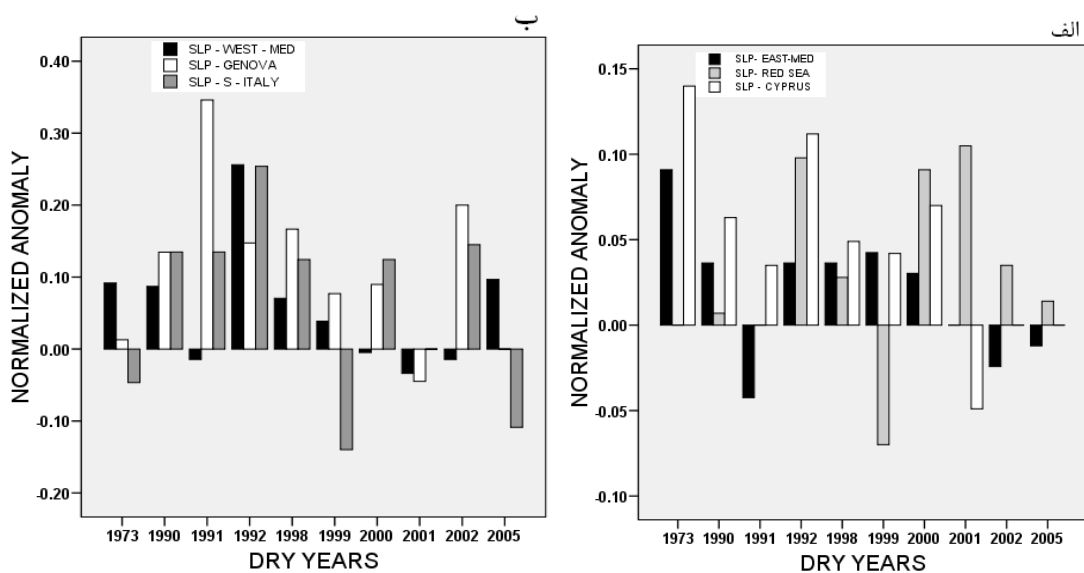 ب
SLP - WEST - MED
SLP - GENOVA
SLP - S - ITALY
NORMALIZED ANOMALY
0.40
0.30
0.20
0.10
0.00
-0.10
-0.20
1973 1990 1991 1992 1998 1999 2000 2001 2002 2005
DRY YEARS
الف
SLP- EAST-MED
SLP- RED SEA
SLP - CYPRUS
NORMALIZED ANOMALY
0.15
0.10
0.05
0.00
-0.05
-0.10
1973 1990 1991 1992 1998 1999 2000 2001 2002 2005
DRY YEARS